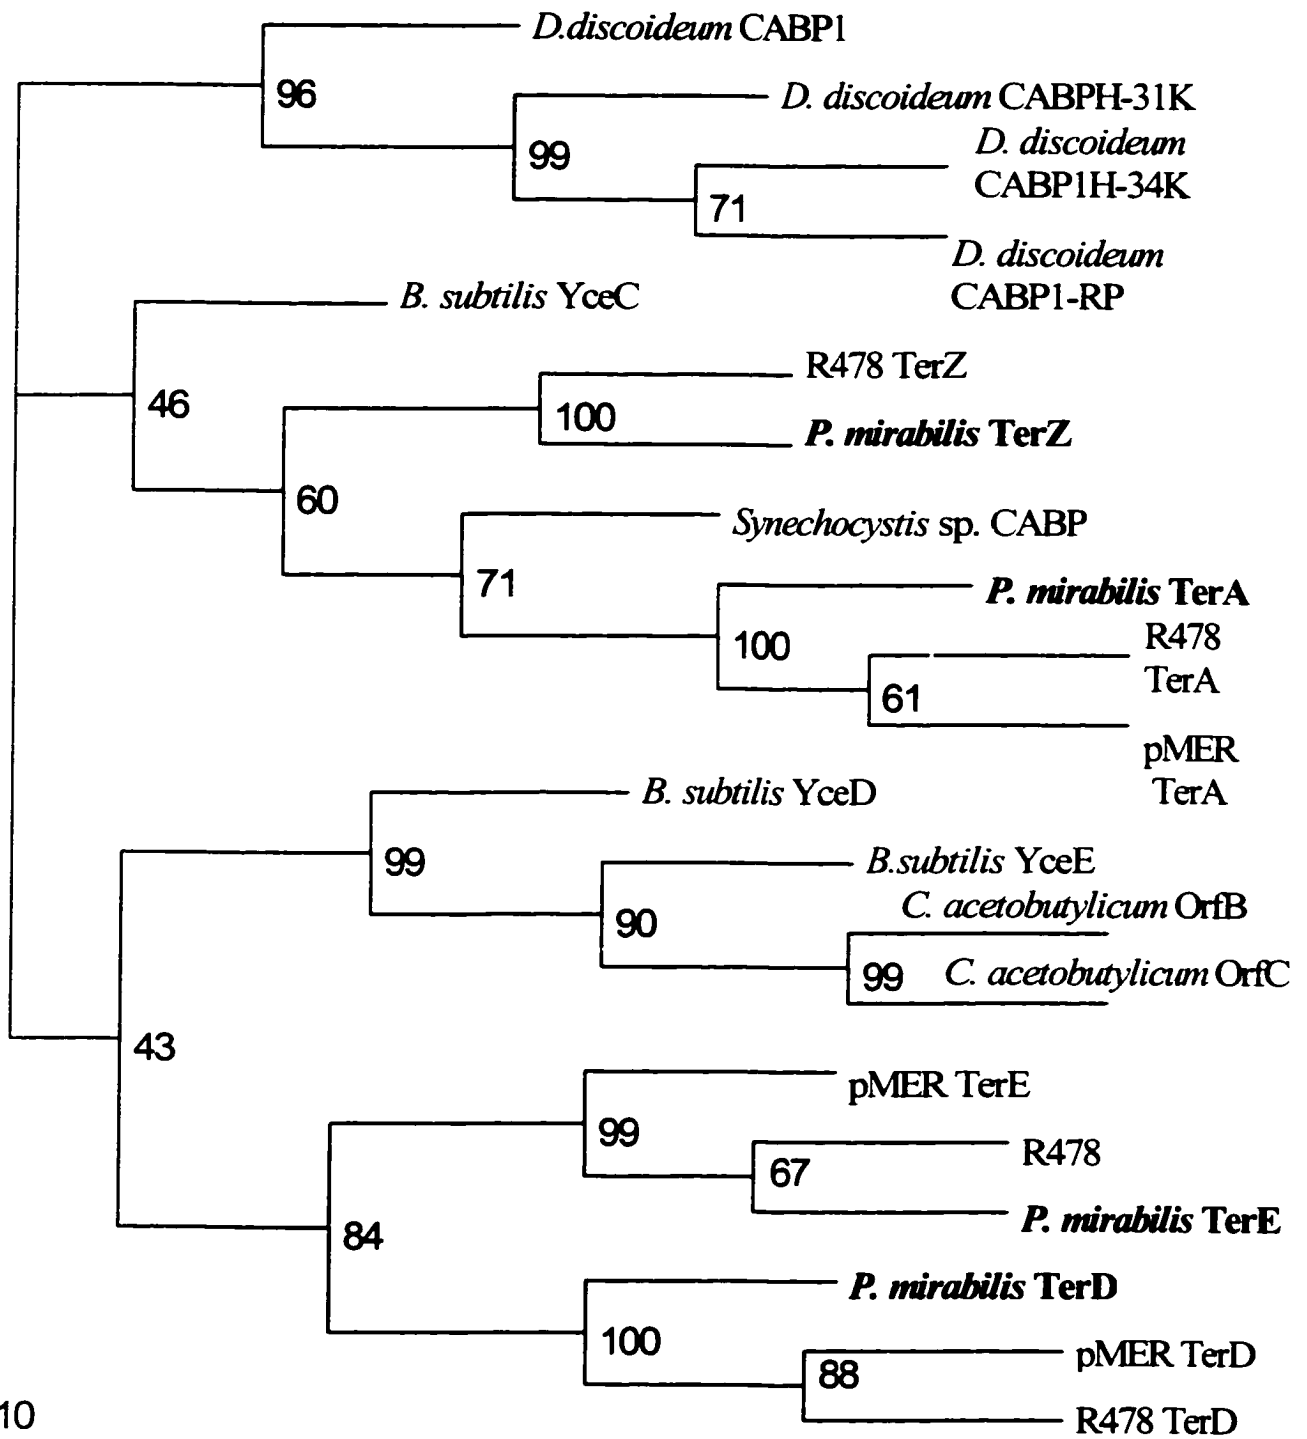 D.discoideum CABP1
96
D. discoideum CABPH-31K
99
D. discoideum
CABP1H-34K
71
D. discoideum
CABP1-RP
B. subtilis YceC
46
R478 TerZ
100
P. mirabilis TerZ
60
Synechocystis sp. CABP
71
P. mirabilis TerA
100
R478
TerA
61
pMER
TerA
B. subtilis YceD
99
B.subtilis YceE
90
C. acetobutylicum OrfB
99
C. acetobutylicum OrfC
43
pMER TerE
99
R478
67
P. mirabilis TerE
84
P. mirabilis TerD
100
pMER TerD
88
R478 TerD
10